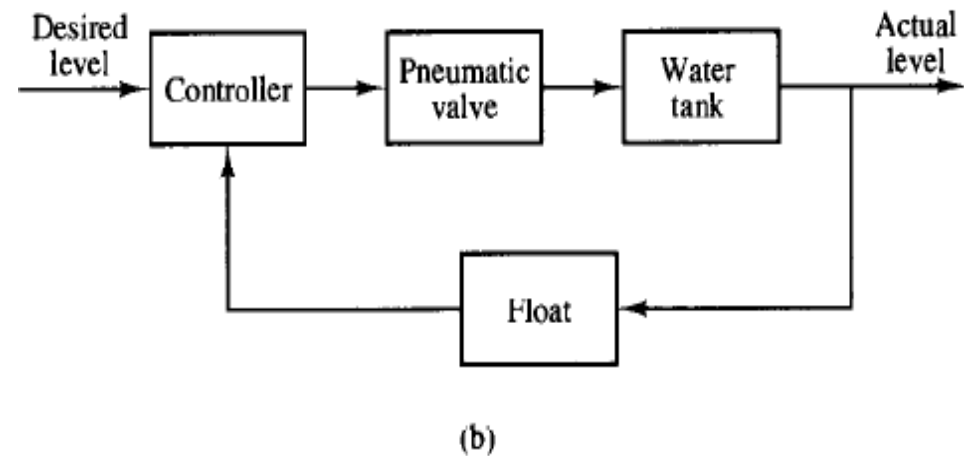 Desired
level
Controller
Pneumatic
valve
Water
tank
Actual
level
Float
(b)